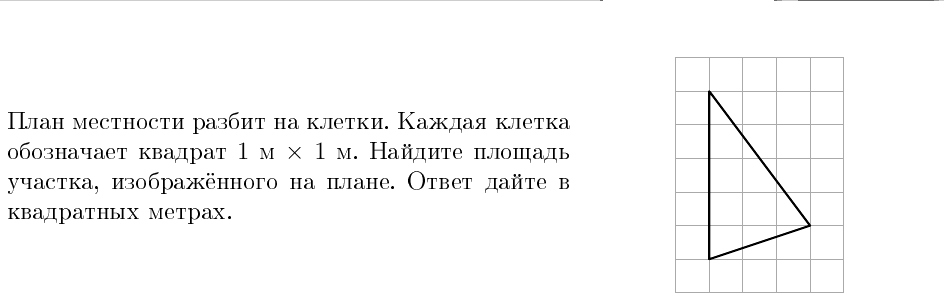 План местности разбит на клетки. Каждая клетка
обозначает квадрат 1 м × 1 м. Найдите площадь
участка, изображённого на плане. Ответ дайте в
квадратных метрах.